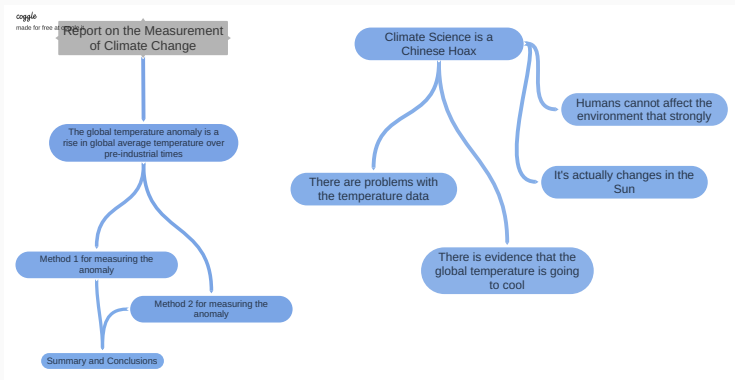 coggle
made for free at coggle.it
Report on the Measurement
of Climate Change
The global temperature anomaly is a
rise in global average temperature over
pre-industrial times
Method 1 for measuring the
anomaly
Method 2 for measuring the
anomaly
Summary and Conclusions
Climate Science is a
Chinese Hoax
Humans cannot affect the
environment that strongly
It's actually changes in the
Sun
There are problems with
the temperature data
There is evidence that the
global temperature is going
to cool